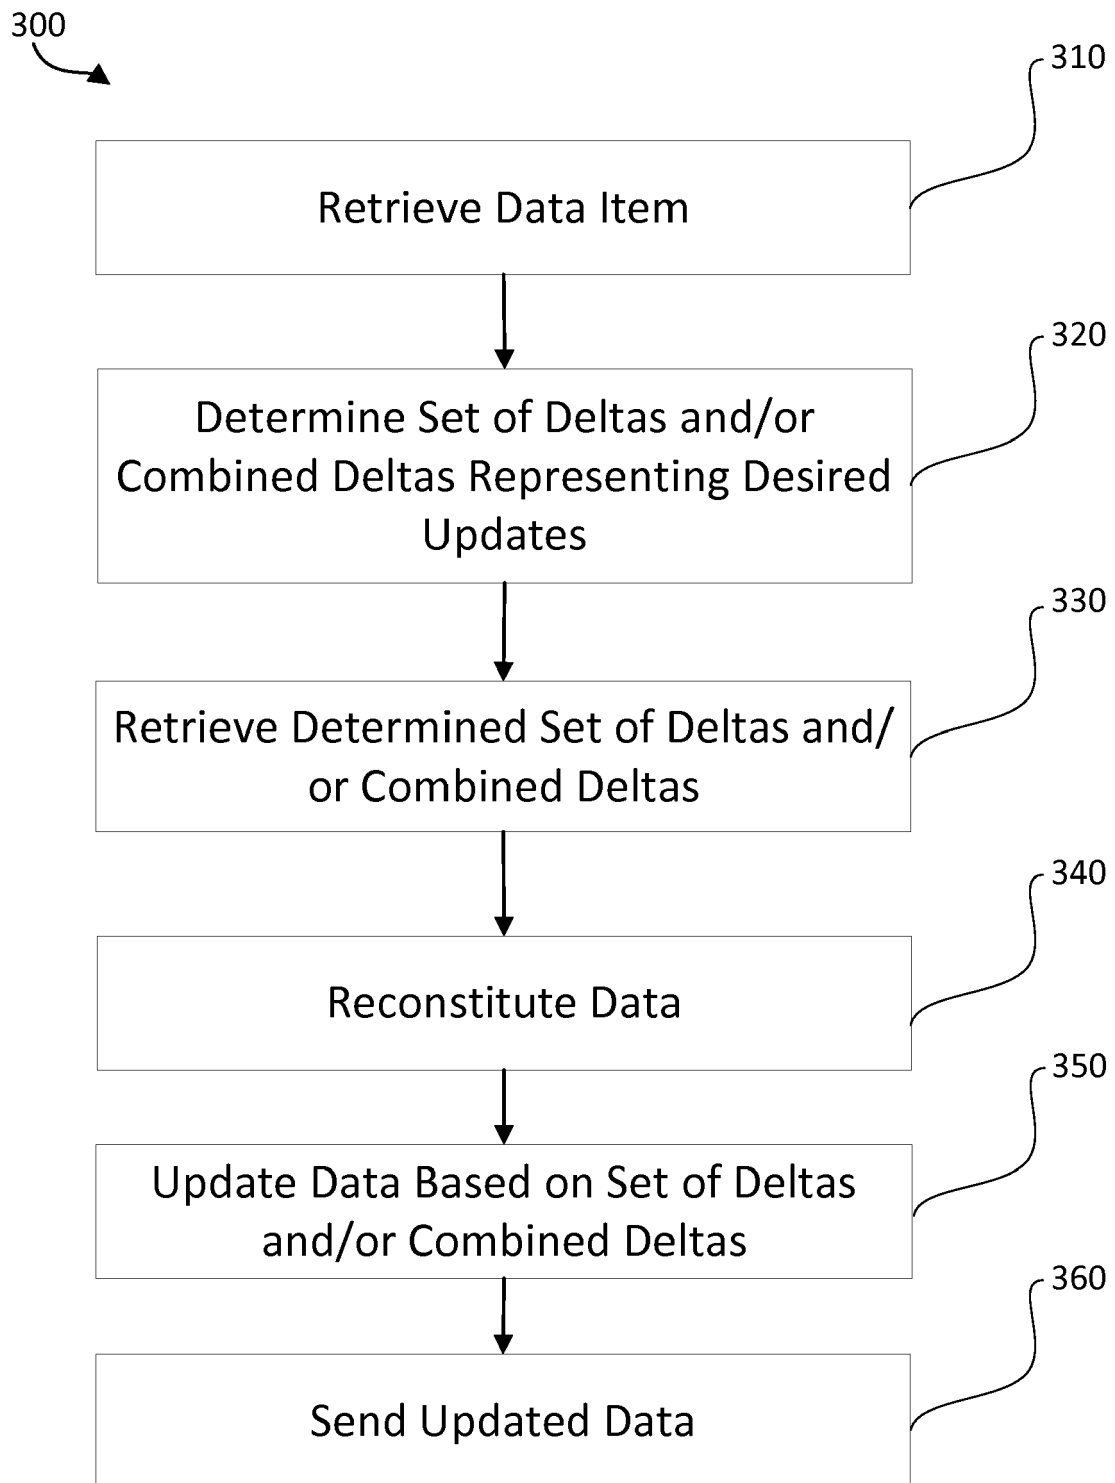 300
310
Retrieve Data Item
320
Determine Set of Deltas and/or
Combined Deltas Representing Desired
Updates
330
Retrieve Determined Set of Deltas and/
or Combined Deltas
340
Reconstitute Data
350
Update Data Based on Set of Deltas
and/or Combined Deltas
360
Send Updated Data